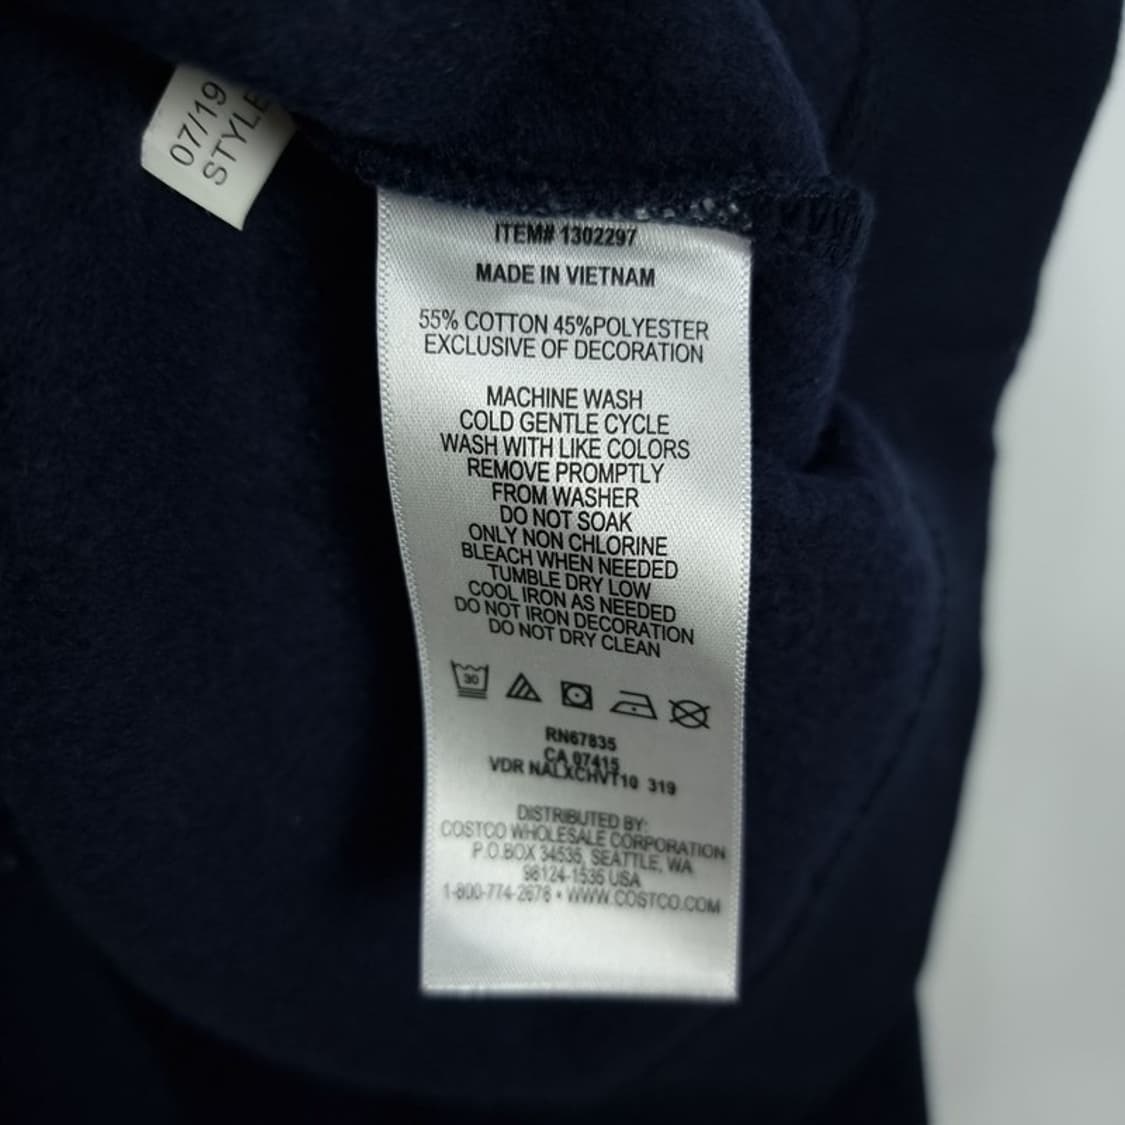 07/19
STYLE
ITEM# 1302297
MADE IN VIETNAM
55% COTTON 45%POLYESTER
EXCLUSIVE OF DECORATION
MACHINE WASH
COLD GENTLE CYCLE
WASH WITH LIKE COLORS
REMOVE PROMPTLY
FROM WASHER
DO NOT SOAK
ONLY NON CHLORINE
BLEACH WHEN NEEDED
TUMBLE DRY LOW
COOL IRON AS NEEDED
DO NOT IRON DECORATION
DO NOT DRY CLEAN
30
RN67835
CA 07415
VDR NALXCHVT10 319
DISTRIBUTED BY:
COSTCO WHOLESALE CORPORATION
P.O.BOX 34535, SEATTLE, WA
98124-1535 USA
1-800-774-2678 • WWW.COSTCO.COM